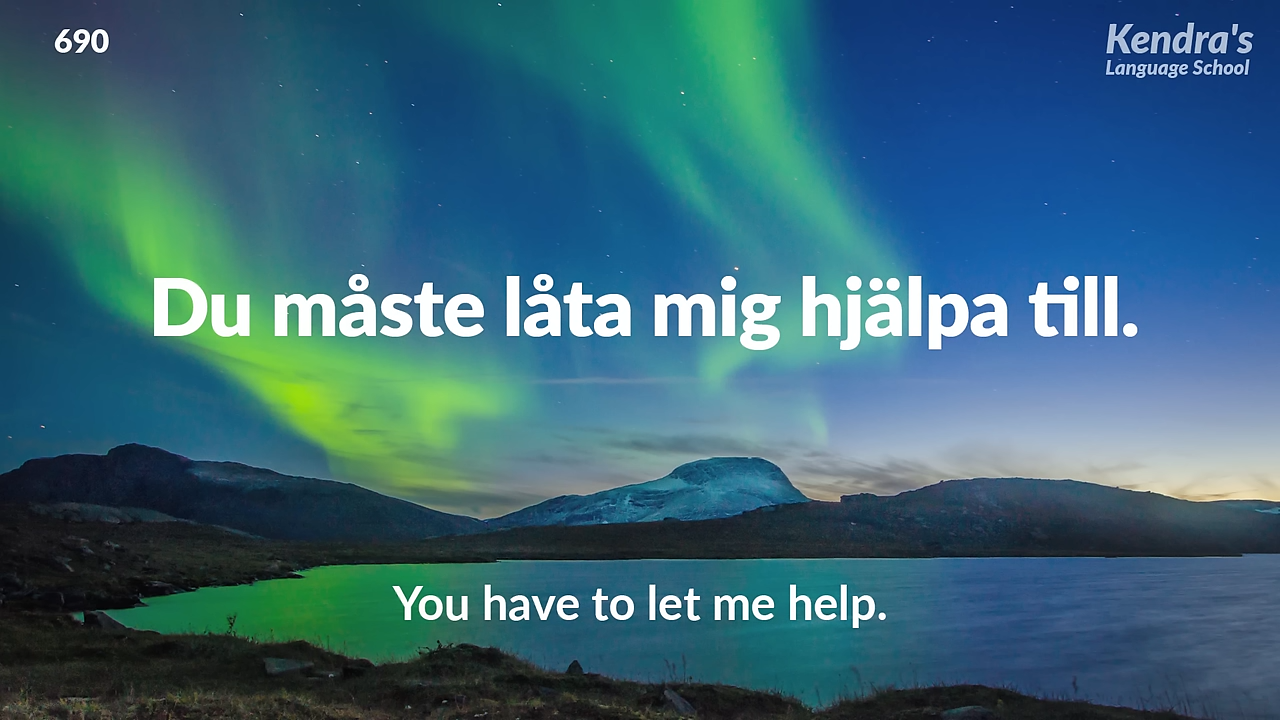 690
Kendra's
Language School
Du måste låta mig hjälpa till.
You have to let me help.